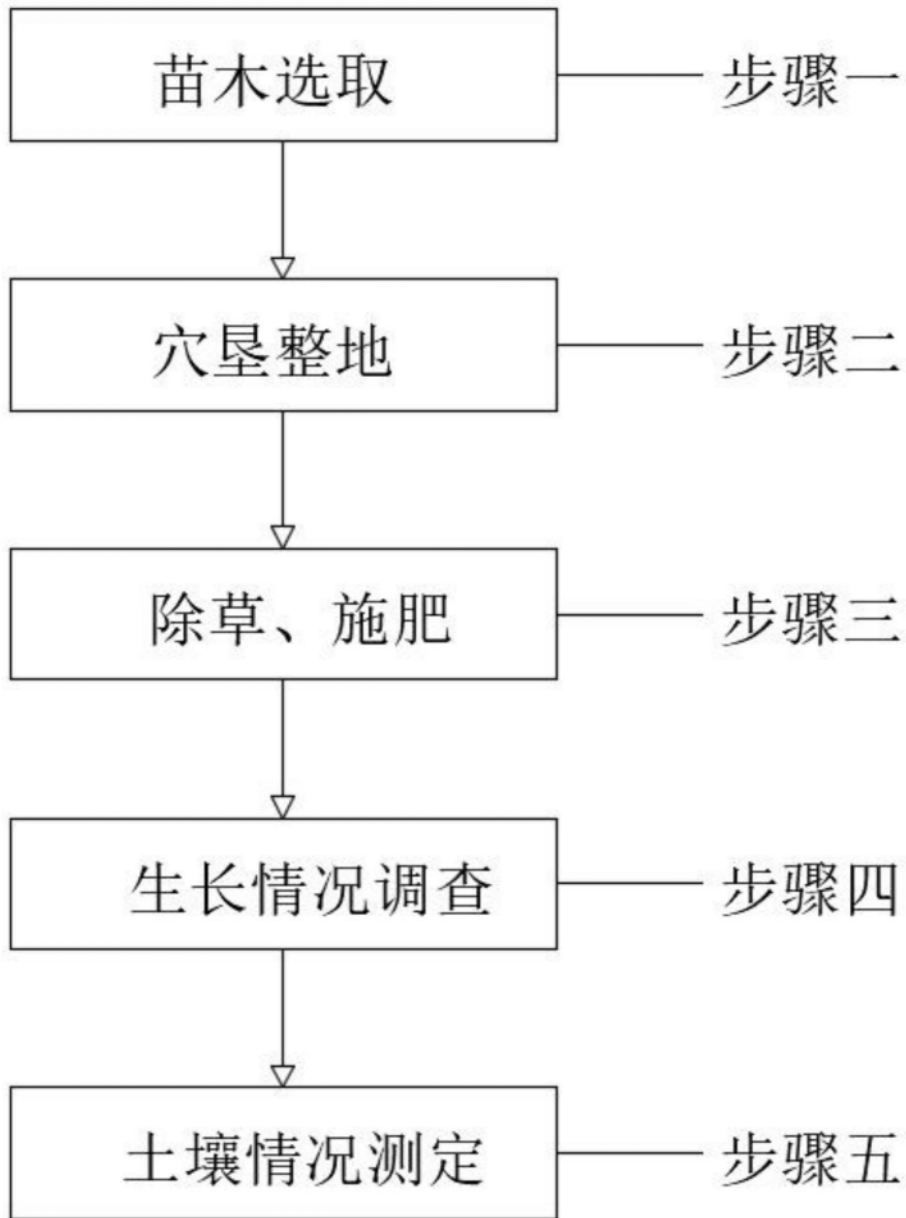 苗木选取
步骤一
穴垦整地
步骤二
除草、施肥
步骤三
生长情况调查
步骤四
土壤情况测定
步骤五